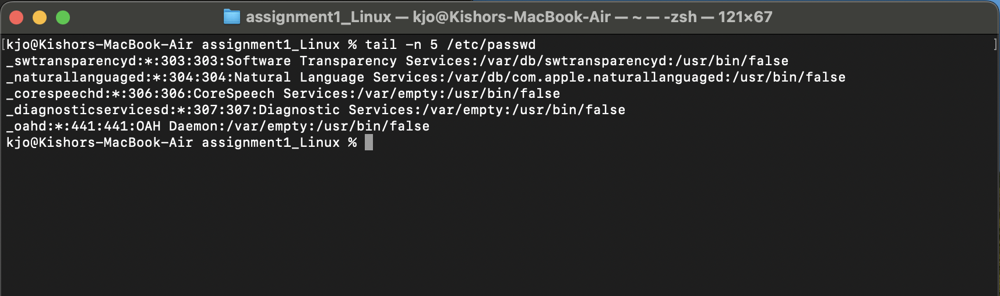 assignment1_Linux — kjo@Kishors-MacBook-Air — ~ — -zsh — 121×67
[kjo@Kishors-MacBook-Air assignment1_Linux % tail -n 5 /etc/passwd ]
_swtransparencyd:*:303:303:Software Transparency Services:/var/db/swtransparencyd:/usr/bin/false
_naturallanguaged:*:304:304:Natural Language Services:/var/db/com.apple.naturallanguaged:/usr/bin/false
_corespeechd:*:306:306:CoreSpeech Services:/var/empty:/usr/bin/false
_diagnosticservicesd:*:307:307:Diagnostic Services:/var/empty:/usr/bin/false
_oahd:*:441:441:OAH Daemon:/var/empty:/usr/bin/false
kjo@Kishors-MacBook-Air assignment1_Linux %